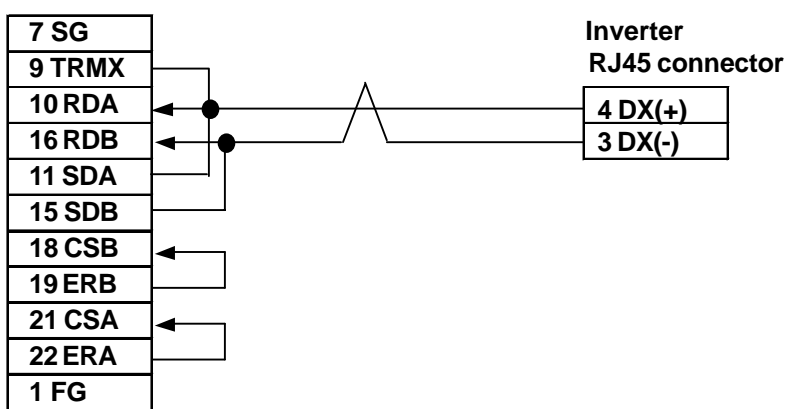 7 SG
9 TRMX
10 RDA
16 RDB
11 SDA
15 SDB
18 CSB
19 ERB
21 CSA
22 ERA
1 FG
Inverter
RJ45 connector
4 DX(+)
3 DX(-)